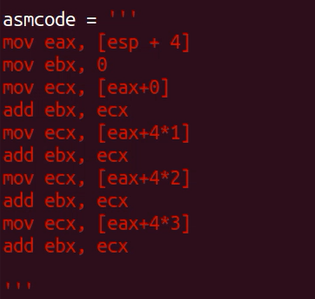 asmcode = '''
mov eax, [esp + 4]
mov ebx, 0
mov ecx, [eax+0]
add ebx, ecx
mov ecx, [eax+4*1]
add ebx, ecx
mov ecx, [eax+4*2]
add ebx, ecx
mov ecx, [eax+4*3]
add ebx, ecx
'''